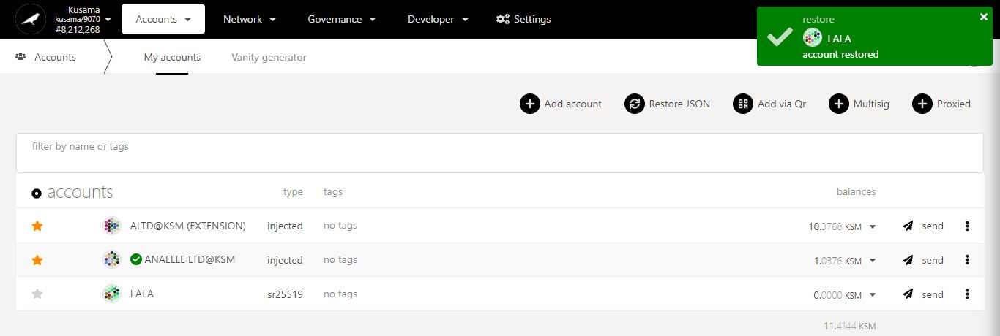 Kusama
kusama/9070
#8,212,268
Accounts
Network
Governance
Developer
Settings
restore
LALA
account restored
Accounts
My accounts
Vanity generator
Add account
Restore JSON
Add via Qr
Multisig
Proxied
filter by name or tags
accounts type tags balances
ALTD@KSM (EXTENSION) injected no tags 10.3768 KSM send
ANAELLE LTD@KSM injected no tags 1.0376 KSM send
LALA sr25519 no tags 0.0000 KSM send
11.4144 KSM